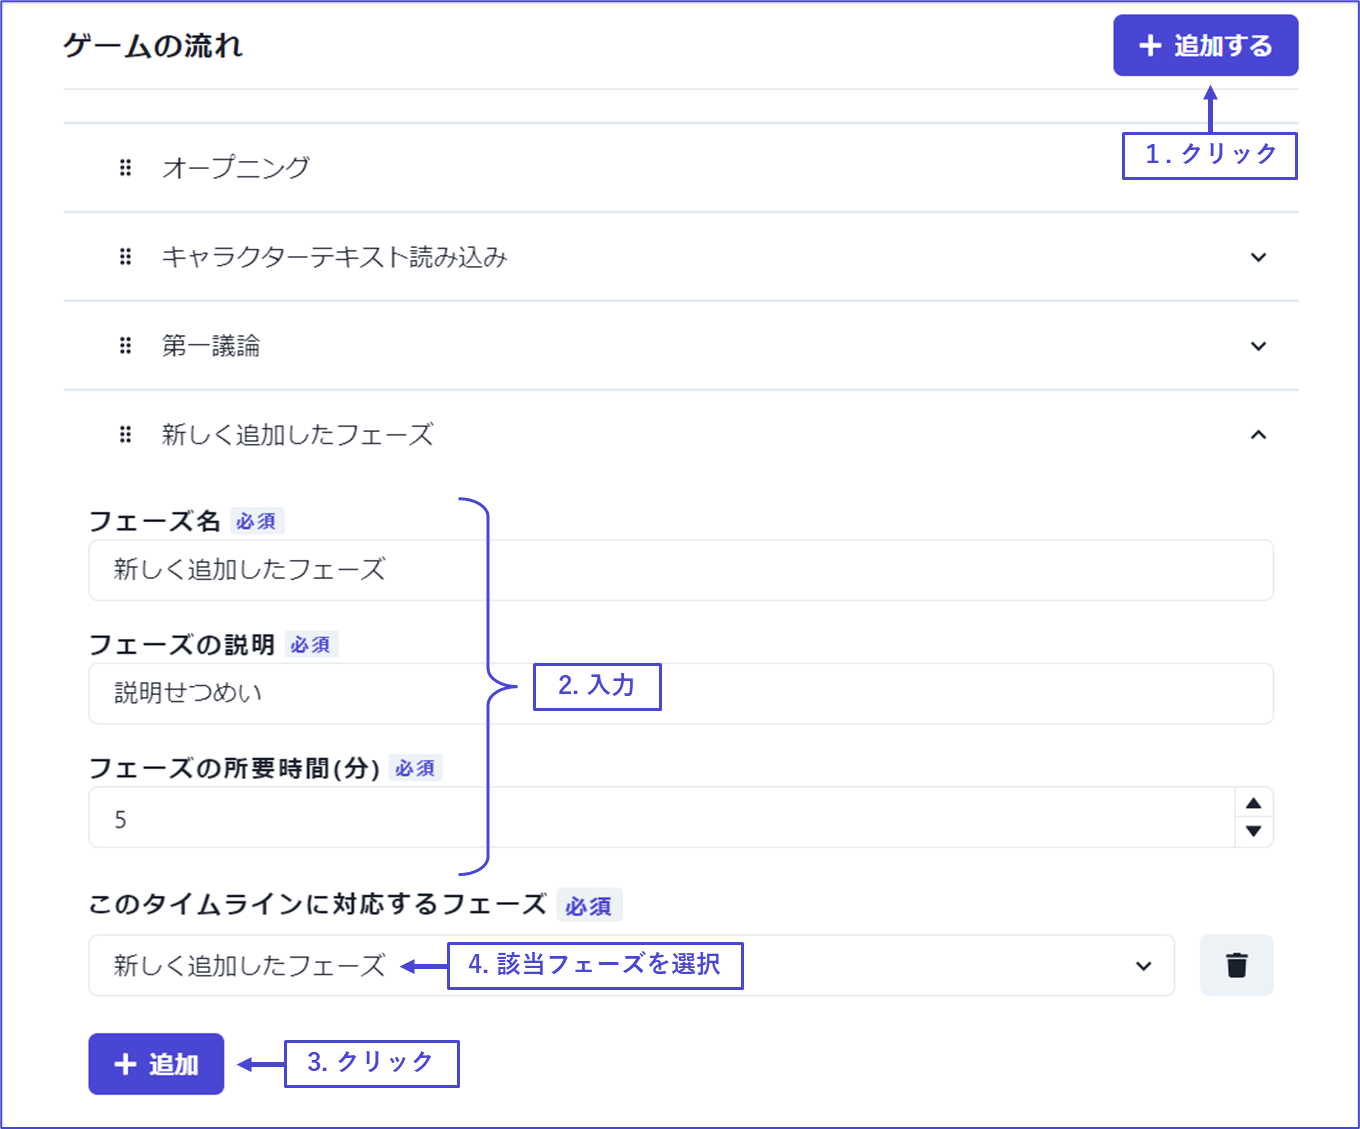 ゲームの流れ
+ 追加する
1. クリック
オープニング
キャラクターテキスト読み込み
第一議論
新しく追加したフェーズ
フェーズ名 必須
新しく追加したフェーズ
フェーズの説明 必須
説明せつめい
2. 入力
フェーズの所要時間(分) 必須
5
このタイムラインに対応するフェーズ 必須
新しく追加したフェーズ
4. 該当フェーズを選択
+ 追加
3. クリック